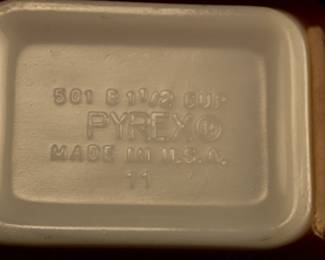 501 B 1 1/2 CUP
PYREX®
MADE IN U.S.A.
11